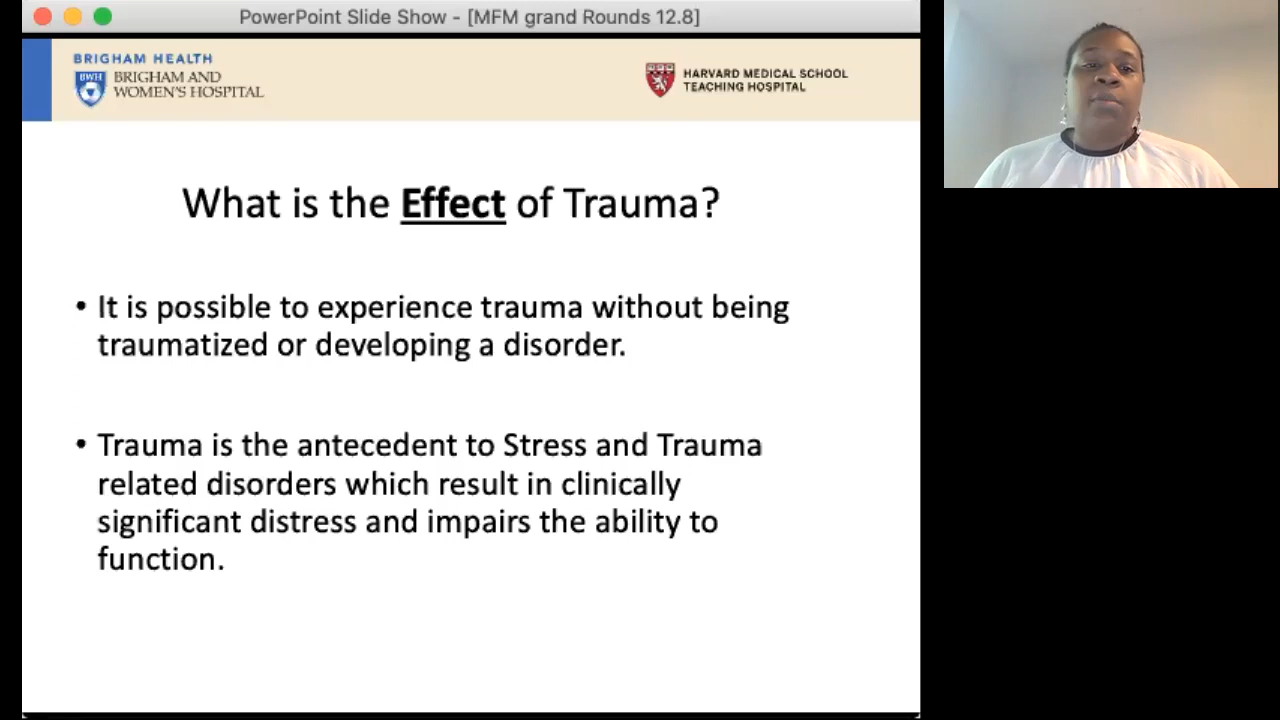 PowerPoint Slide Show - [MFM grand Rounds 12.8]
BRIGHAM HEALTH
BWH
BRIGHAM AND
WOMEN'S HOSPITAL
HARVARD MEDICAL SCHOOL
TEACHING HOSPITAL
What is the Effect of Trauma?
• It is possible to experience trauma without being
traumatized or developing a disorder.
• Trauma is the antecedent to Stress and Trauma
related disorders which result in clinically
significant distress and impairs the ability to
function.